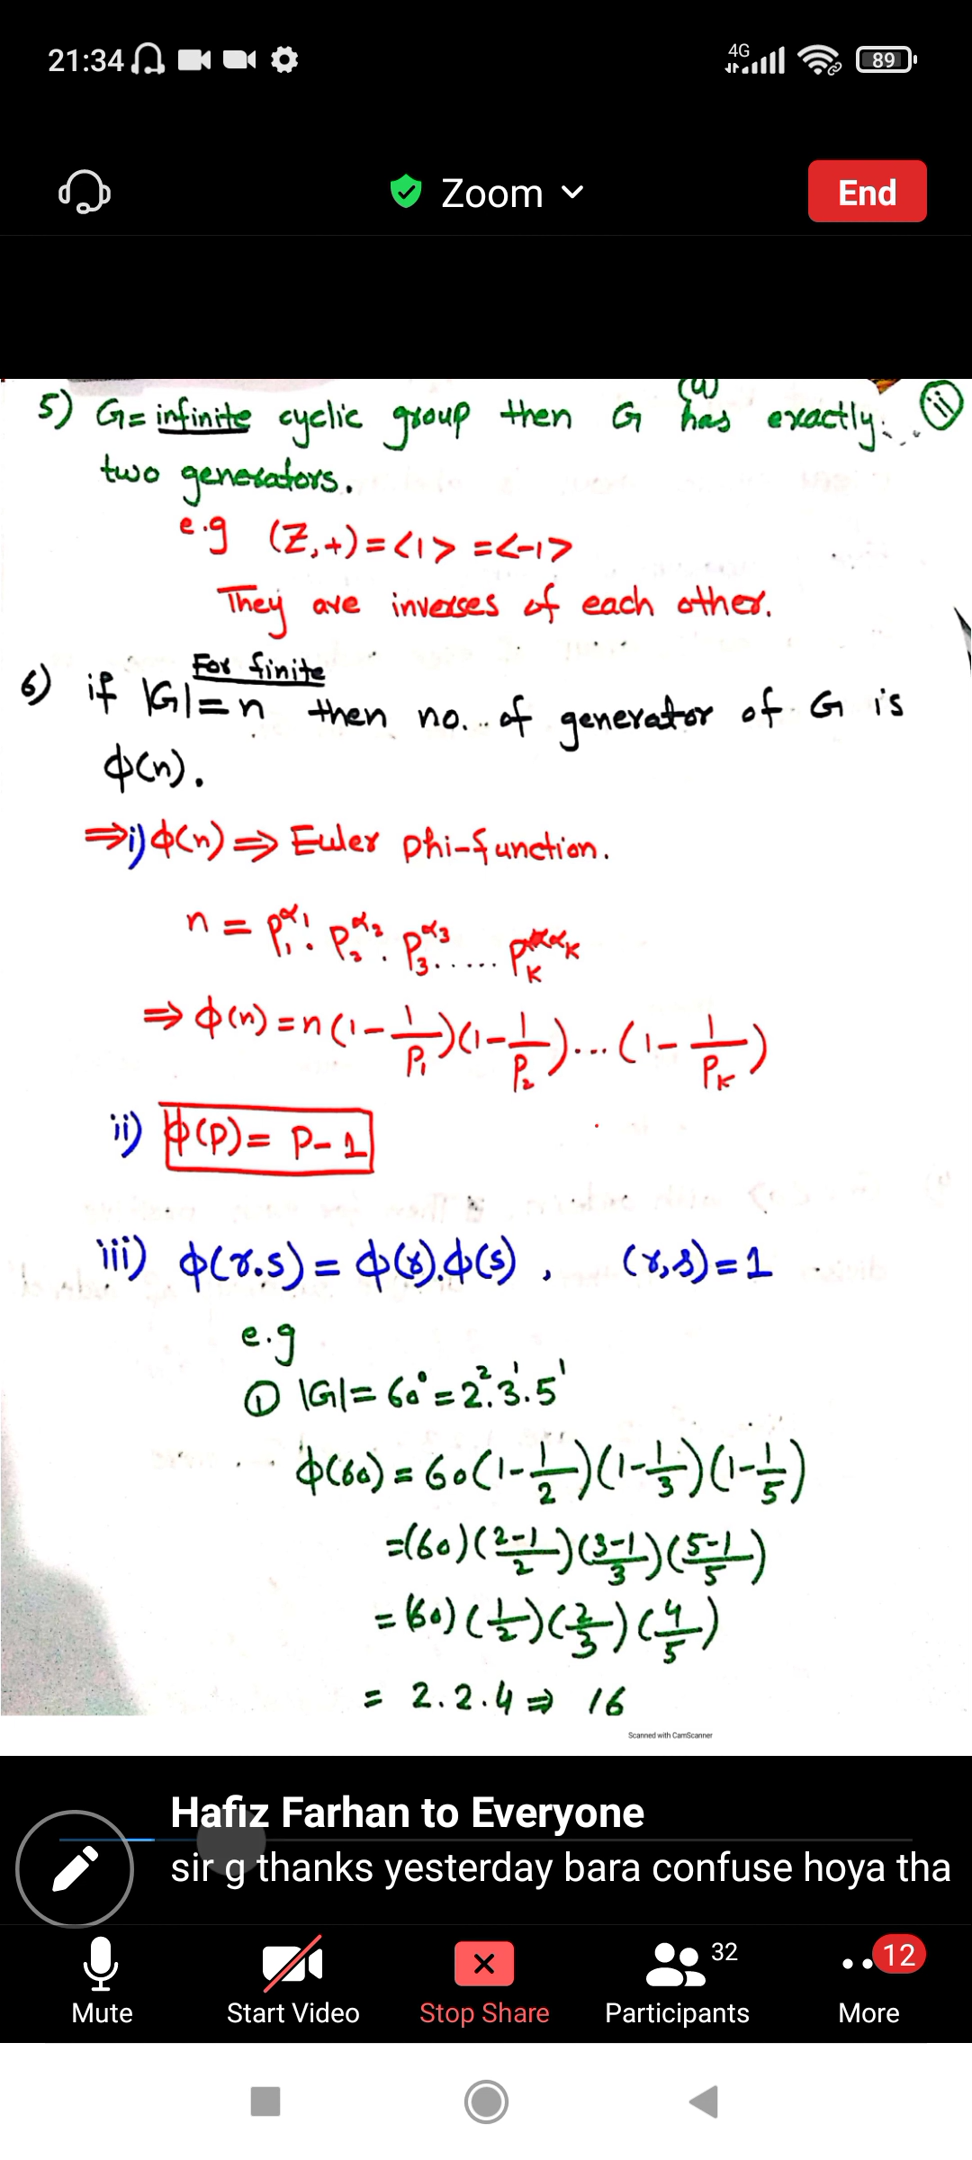 21:34
4G
89
Zoom
End
5) G = infinite cyclic group then G has exactly
(ii)
two generators.
e.g (Z,+) = <1> = <-1>
They are inverses of each other.
For finite
6) if |G| = n then no. of generator of G is
ϕ(n).
⇒ i) ϕ(n) ⇒ Euler phi-function.
n = P₁^α₁ . P₂^α₂ . P₃^α₃ ..... P_K^α_K
⇒ ϕ(n) = n(1 - 1/P₁)(1 - 1/P₂)...(1 - 1/P_K)
ii) ϕ(P) = P - 1
iii) ϕ(r.s) = ϕ(r).ϕ(s) , (r,s) = 1
e.g
① |G| = 60 = 2².3¹.5¹
ϕ(60) = 60(1 - 1/2)(1 - 1/3)(1 - 1/5)
= (60)(2-1/2)(3-1/3)(5-1/5)
= (60)(1/2)(2/3)(4/5)
= 2.2.4 ⇒ 16
Scanned with CamScanner
Hafiz Farhan to Everyone
sir g thanks yesterday bara confuse hoya tha
32
12
Mute
Start Video
Stop Share
Participants
More